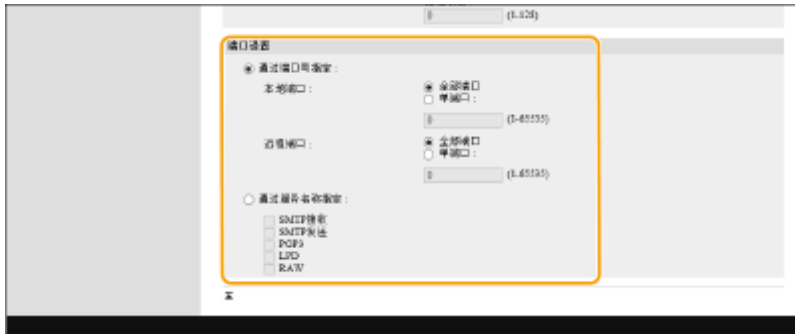 0 (1-128)
端口设置
通过端口号指定:
本地端口: 全部端口
单端口:
0 (1-65535)
远程端口: 全部端口
单端口:
0 (1-65535)
通过服务名称指定:
SMTP接收
SMTP发送
POP3
LPD
RAW